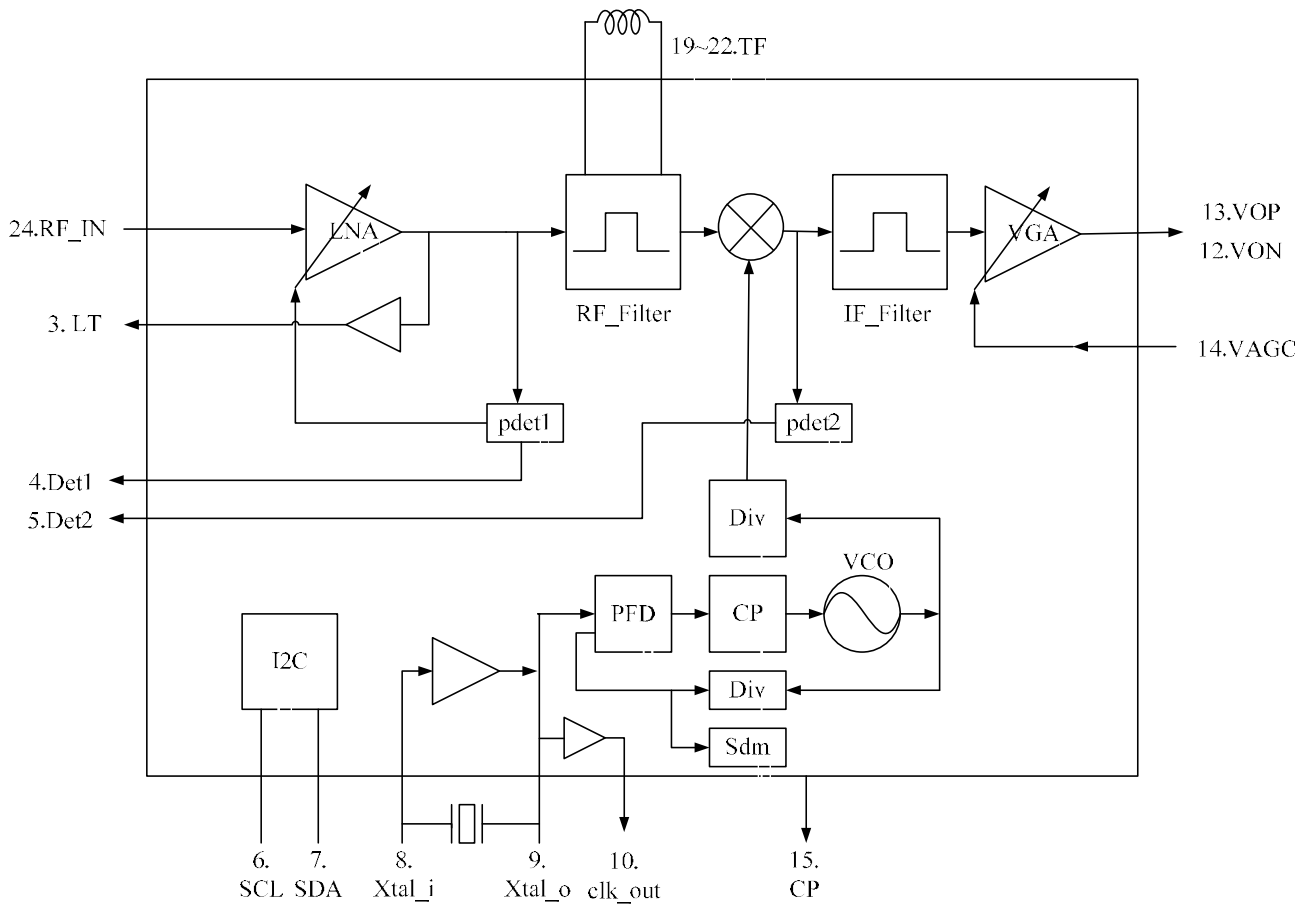 19~22.TF
24.RF_IN
LNA
VGA
13.VOP
12.VON
RF_Filter
IF_Filter
3. LT
14.VAGC
pdet1
pdet2
4.Det1
5.Det2
Div
VCO
PFD
CP
I2C
Div
Sdm
6.
SCL
7.
SDA
8.
Xtal_i
9.
Xtal_o
10.
clk_out
15.
CP